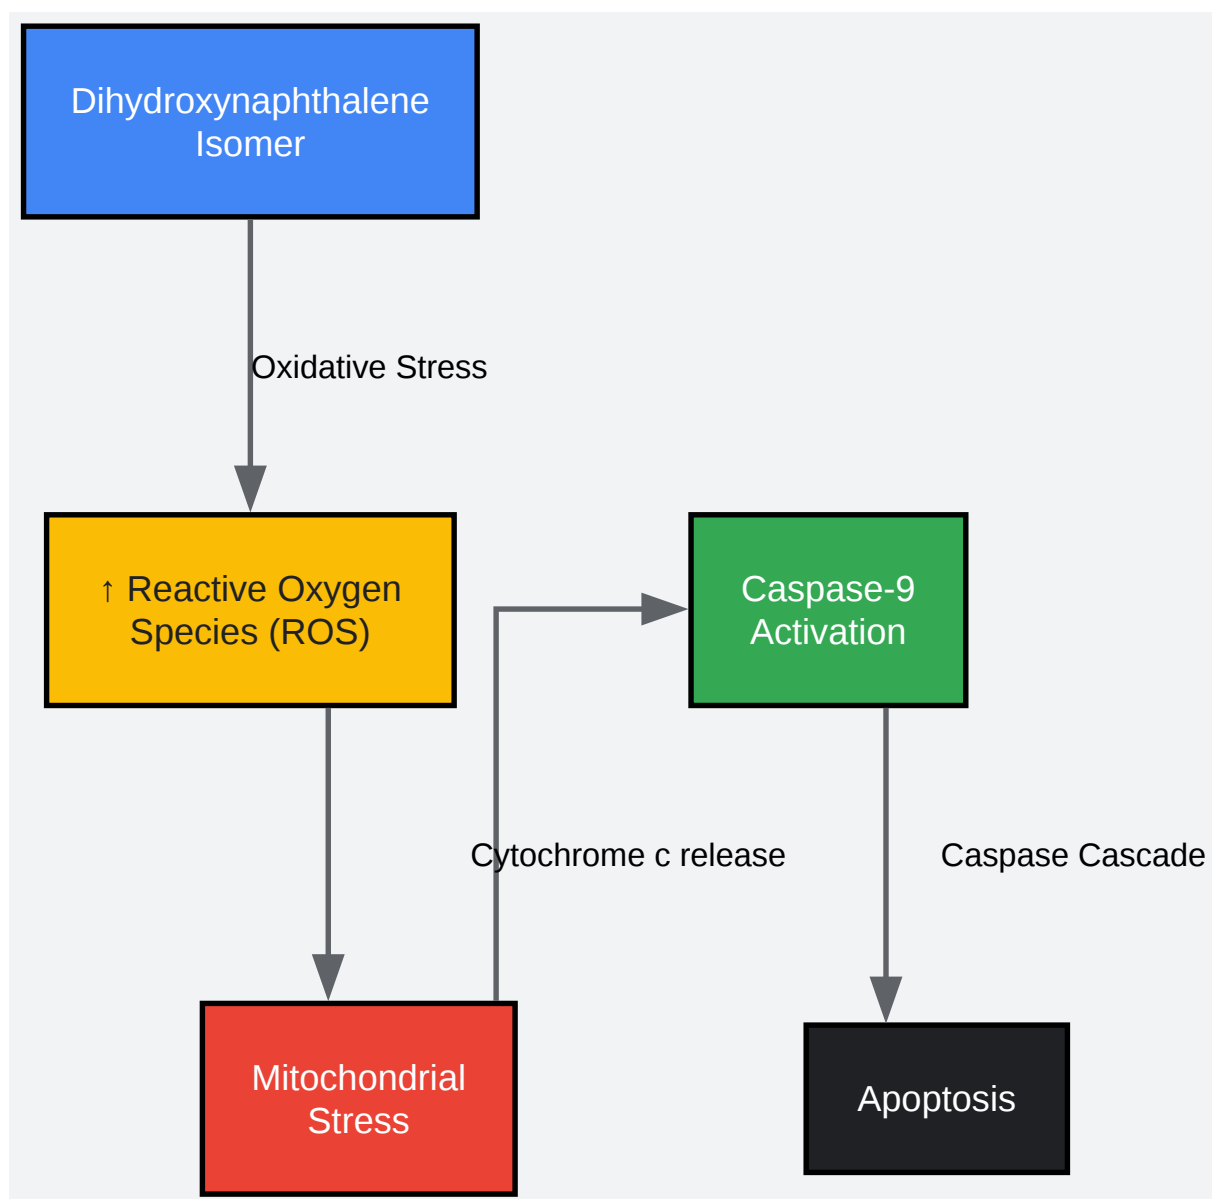 Dihydroxynaphthalene
Isomer
Oxidative Stress
↑ Reactive Oxygen
Species (ROS)
Caspase-9
Activation
Cytochrome c release
Caspase Cascade
Mitochondrial
Stress
Apoptosis